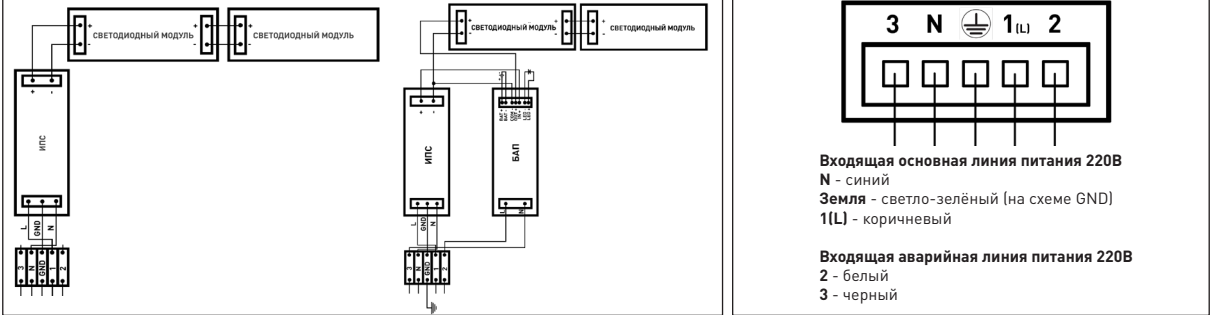 +
-
СВЕТОДИОДНЫЙ МОДУЛЬ
+
-
СВЕТОДИОДНЫЙ МОДУЛЬ
+ -
ИПС
L GND N
3 N GND 1 2
+
-
СВЕТОДИОДНЫЙ МОДУЛЬ
+
-
СВЕТОДИОДНЫЙ МОДУЛЬ
+ -
ИПС
БАП
L GND N
L N
3 N GND 1 2
3 N 1(L) 2
Входящая основная линия питания 220В
N - синий
Земля - светло-зелёный (на схеме GND)
1(L) - коричневый
Входящая аварийная линия питания 220В
2 - белый
3 - черный